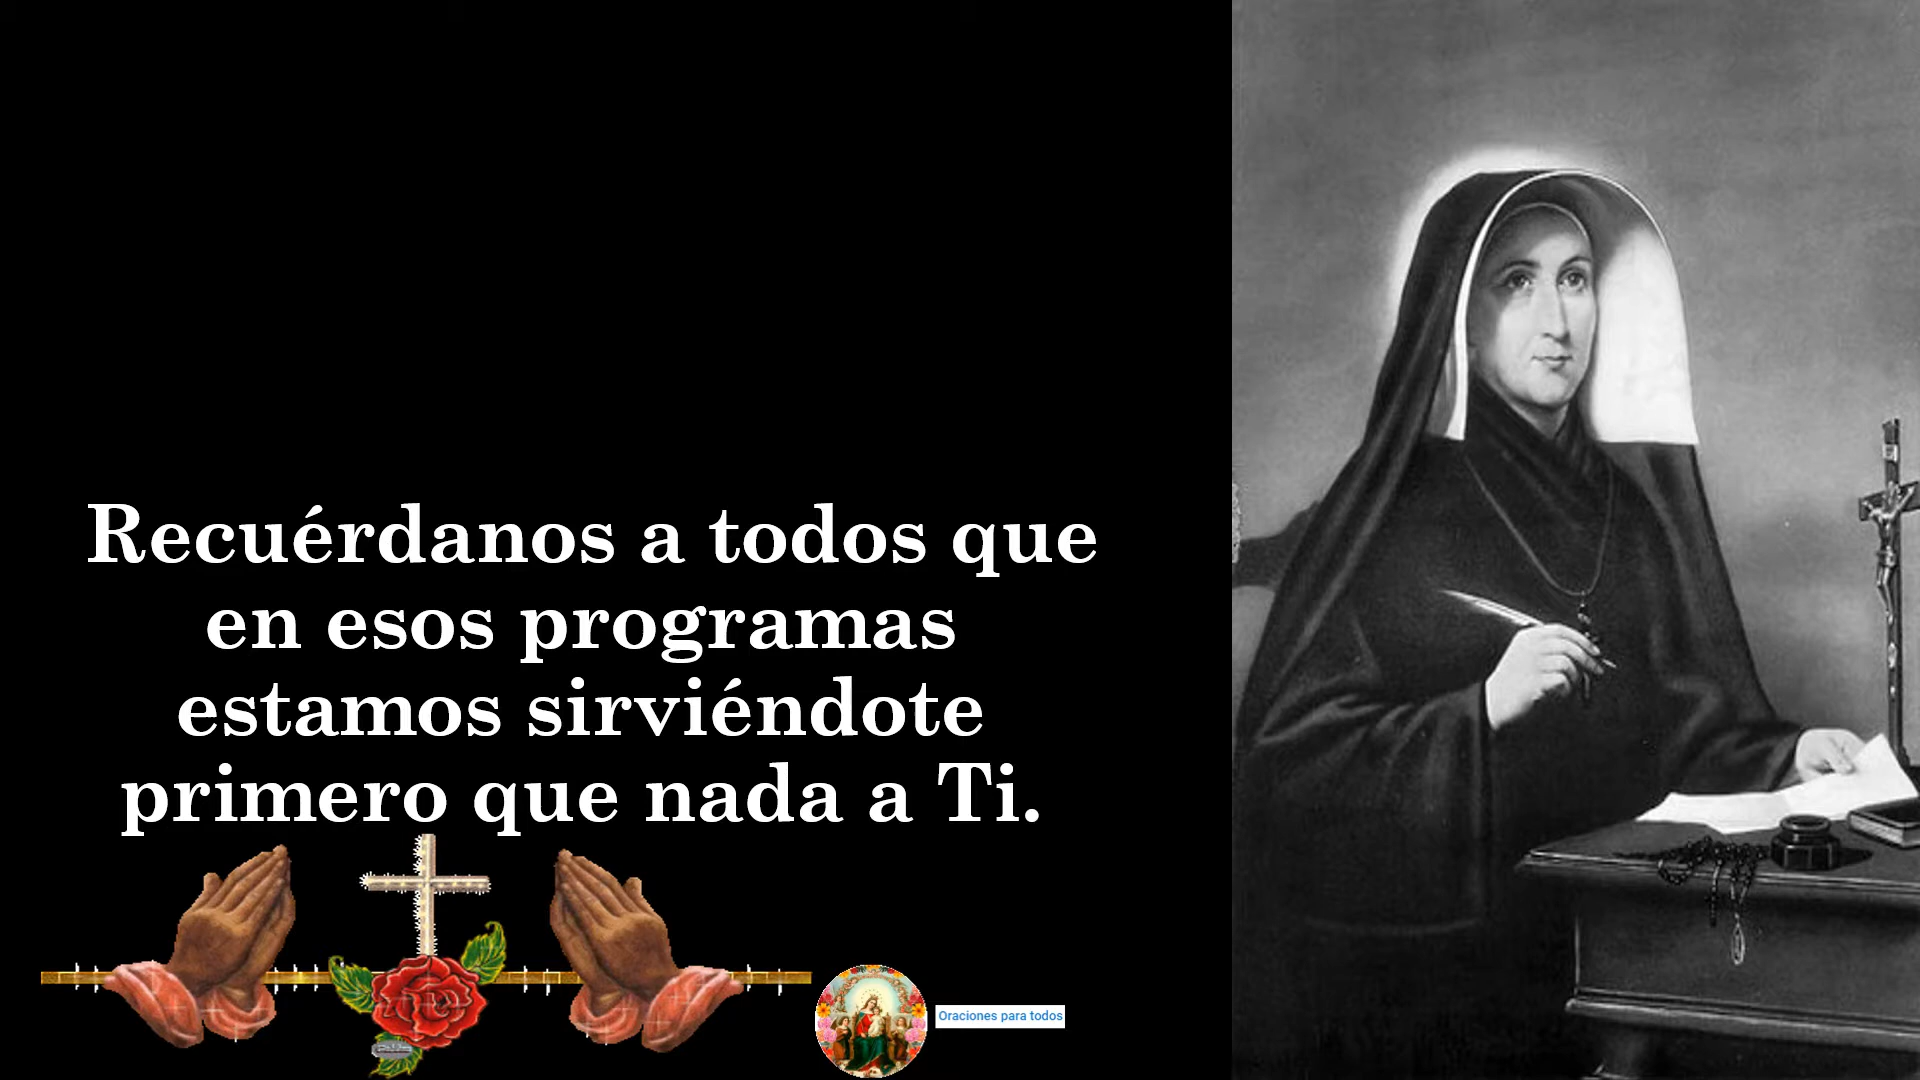 Recuérdanos a todos que
en esos programas
estamos sirviéndote
primero que nada a Ti.
Oraciones para todos